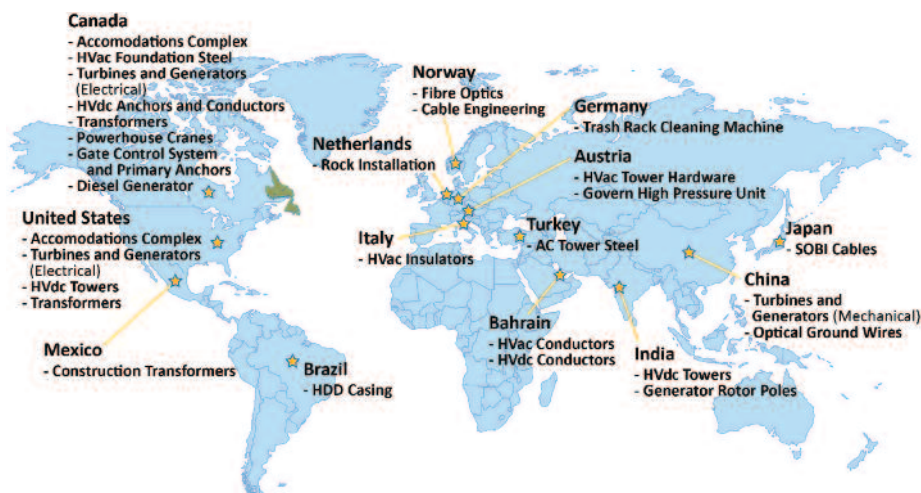 Canada
- Accomodations Complex
- HVac Foundation Steel
- Turbines and Generators
(Electrical)
- HVdc Anchors and Conductors
- Transformers
- Powerhouse Cranes
- Gate Control System
and Primary Anchors
- Diesel Generator
United States
- Accomodations Complex
- Turbines and Generators
(Electrical)
- HVdc Towers
- Transformers
Mexico
- Construction Transformers
Brazil
- HDD Casing
Norway
- Fibre Optics
- Cable Engineering
Netherlands
- Rock Installation
Germany
- Trash Rack Cleaning Machine
Austria
- HVac Tower Hardware
- Govern High Pressure Unit
Italy
- HVac Insulators
Turkey
- AC Tower Steel
Bahrain
- HVac Conductors
- HVdc Conductors
India
- HVdc Towers
- Generator Rotor Poles
Japan
- SOBI Cables
China
- Turbines and
Generators (Mechanical)
- Optical Ground Wires